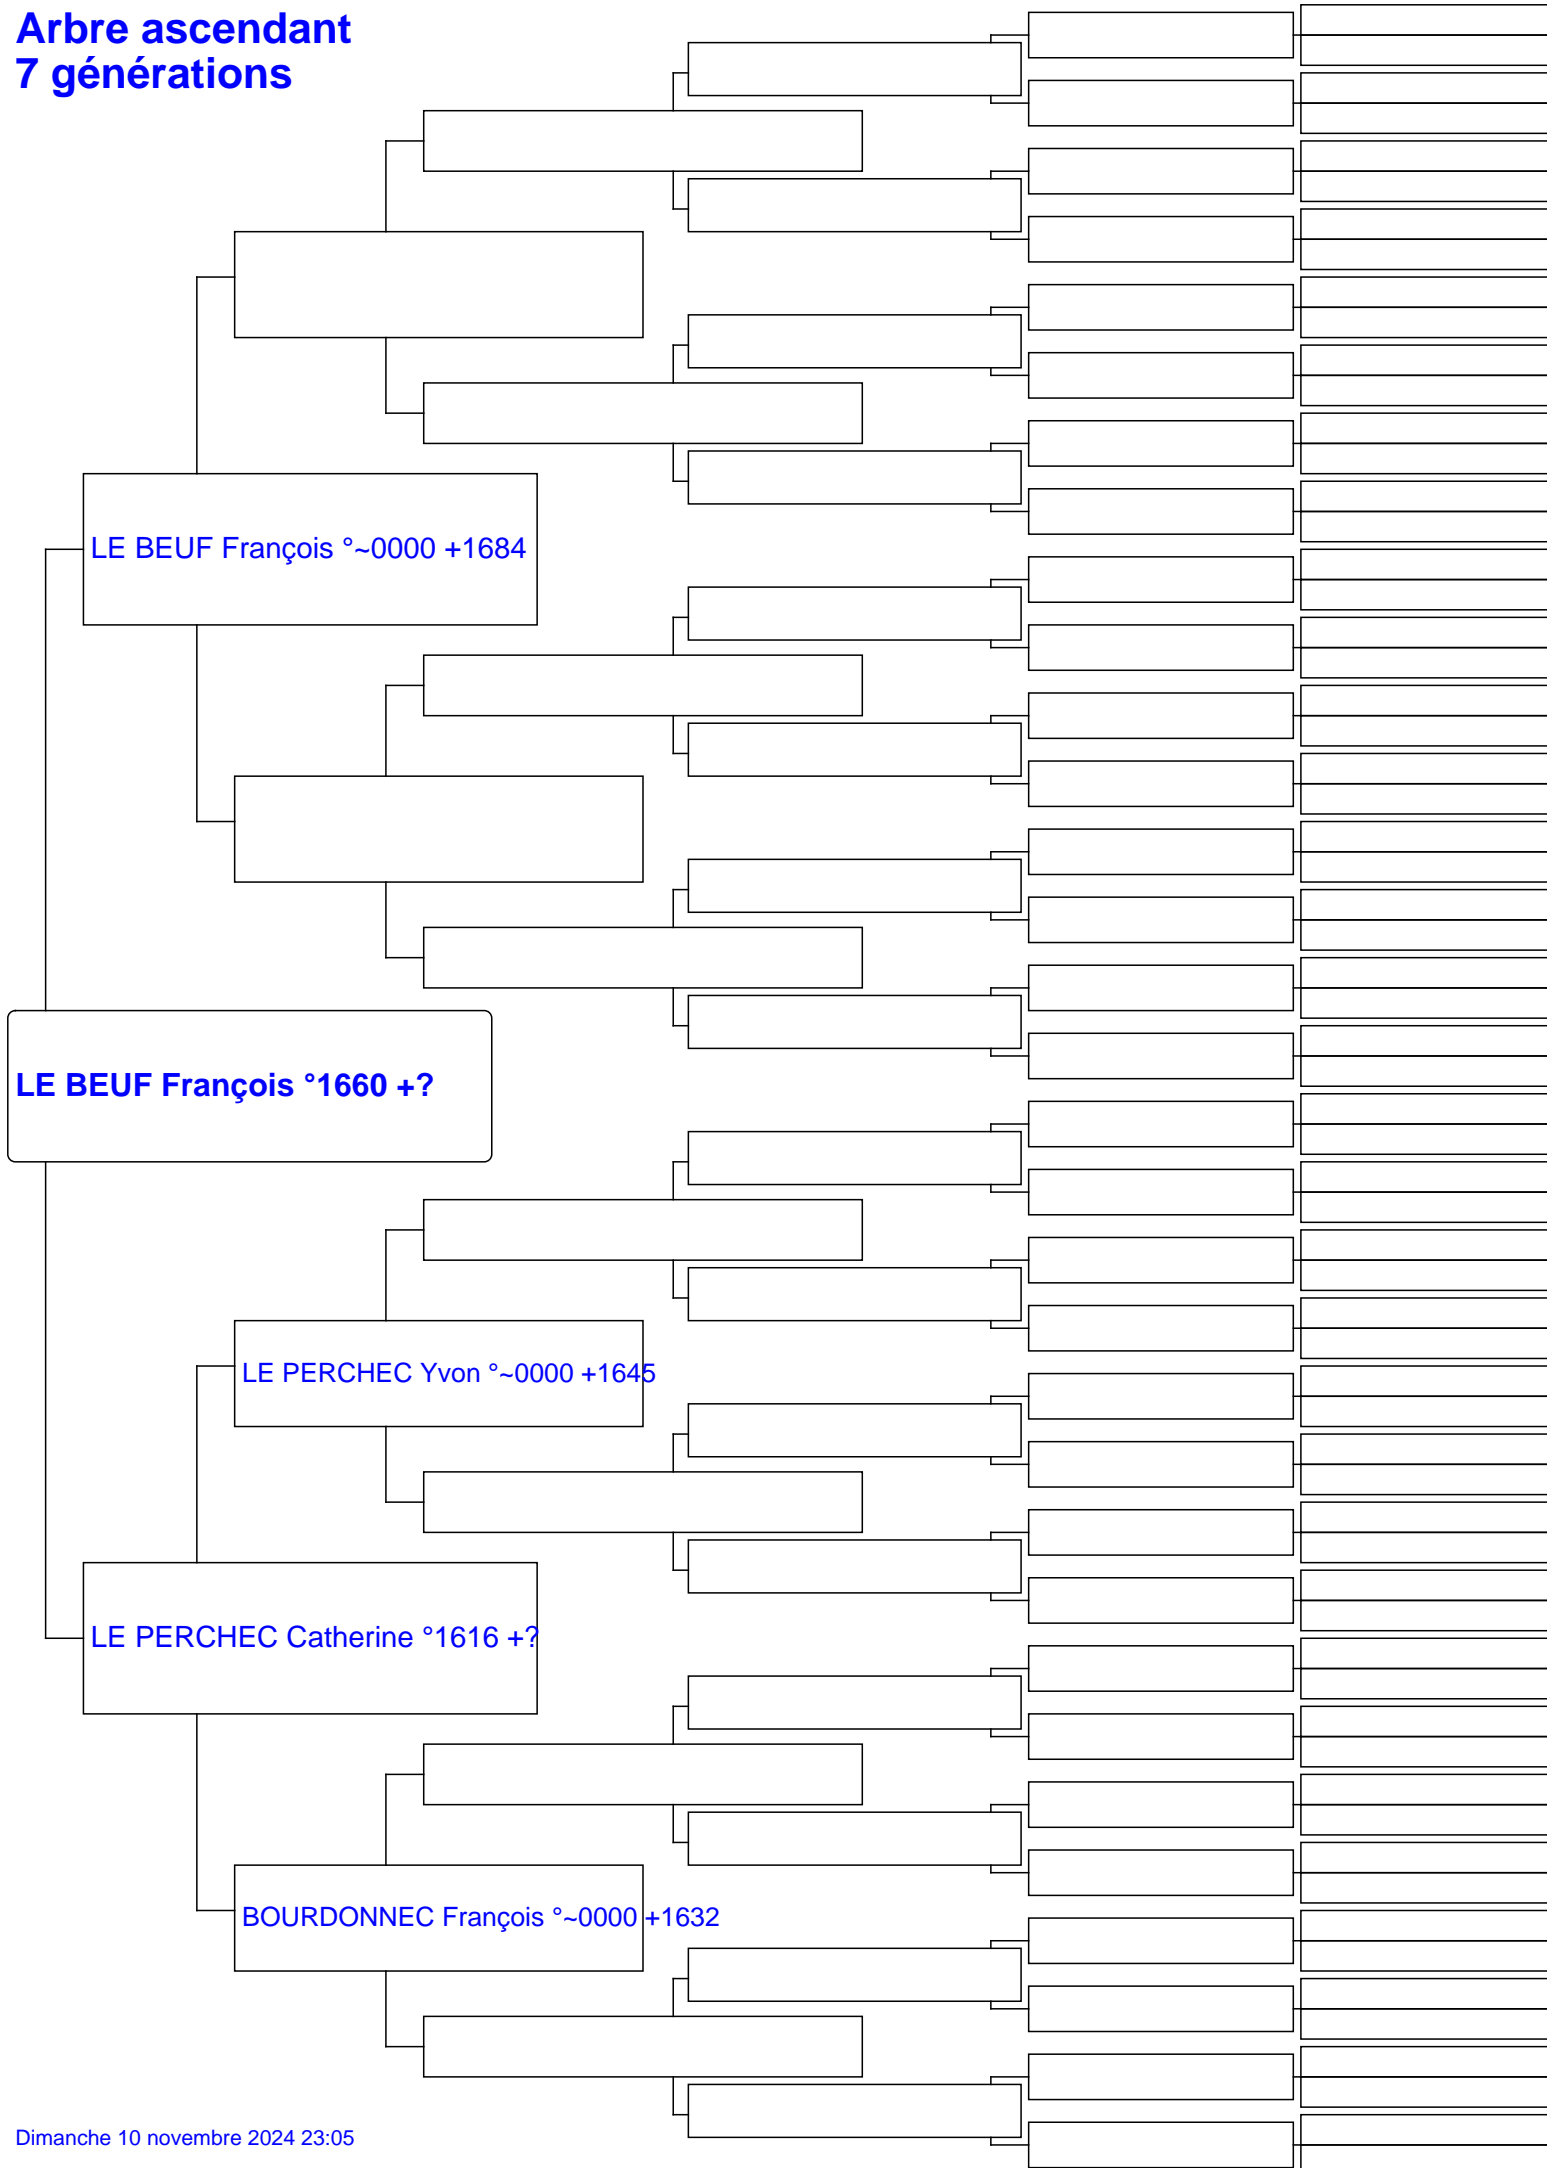 Arbre ascendant
7 générations
LE BEUF François °~0000 +1684
LE BEUF François °1660 +?
LE PERCHEC Yvon °~0000 +1645
LE PERCHEC Catherine °1616 +?
BOURDONNEC François °~0000 +1632
Dimanche 10 novembre 2024 23:05